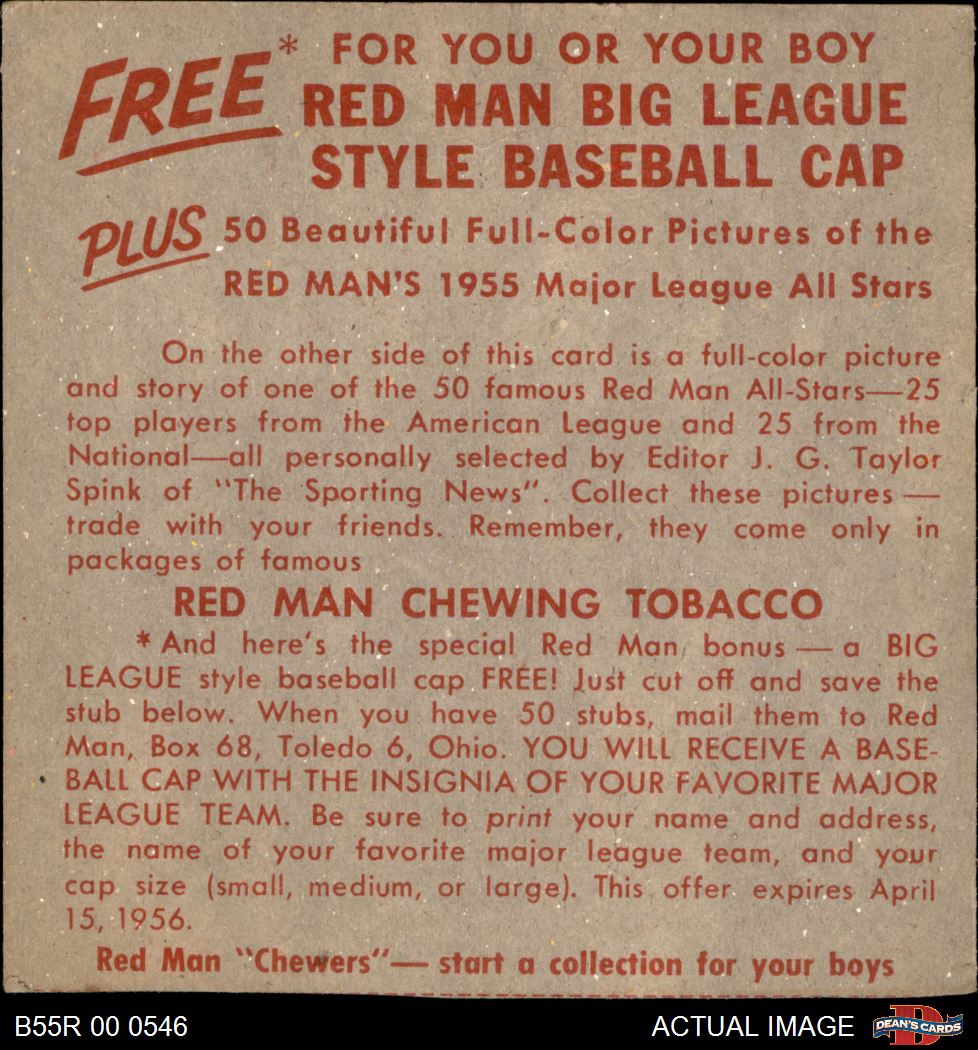 FREE* FOR YOU OR YOUR BOY
RED MAN BIG LEAGUE
STYLE BASEBALL CAP
PLUS 50 Beautiful Full-Color Pictures of the
RED MAN'S 1955 Major League All Stars
On the other side of this card is a full-color picture
and story of one of the 50 famous Red Man All-Stars—25
top players from the American League and 25 from the
National—all personally selected by Editor J. G. Taylor
Spink of "The Sporting News". Collect these pictures—
trade with your friends. Remember, they come only in
packages of famous
RED MAN CHEWING TOBACCO
* And here's the special Red Man bonus — a BIG
LEAGUE style baseball cap FREE! Just cut off and save the
stub below. When you have 50 stubs, mail them to Red
Man, Box 68, Toledo 6, Ohio. YOU WILL RECEIVE A BASE-
BALL CAP WITH THE INSIGNIA OF YOUR FAVORITE MAJOR
LEAGUE TEAM. Be sure to print your name and address,
the name of your favorite major league team, and your
cap size (small, medium, or large). This offer expires April
15, 1956.
Red Man "Chewers"— start a collection for your boys
B55R 00 0546
ACTUAL IMAGE
D
DEAN'S CARDS